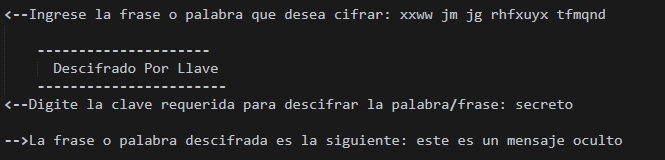 <--Ingrese la frase o palabra que desea cifrar: xxww jm jg rhfxuyx tfmqnd
---------------------
Descifrado Por Llave
-----------------------
<--Digite la clave requerida para descifrar la palabra/frase: secreto
-->La frase o palabra descifrada es la siguiente: este es un mensaje oculto